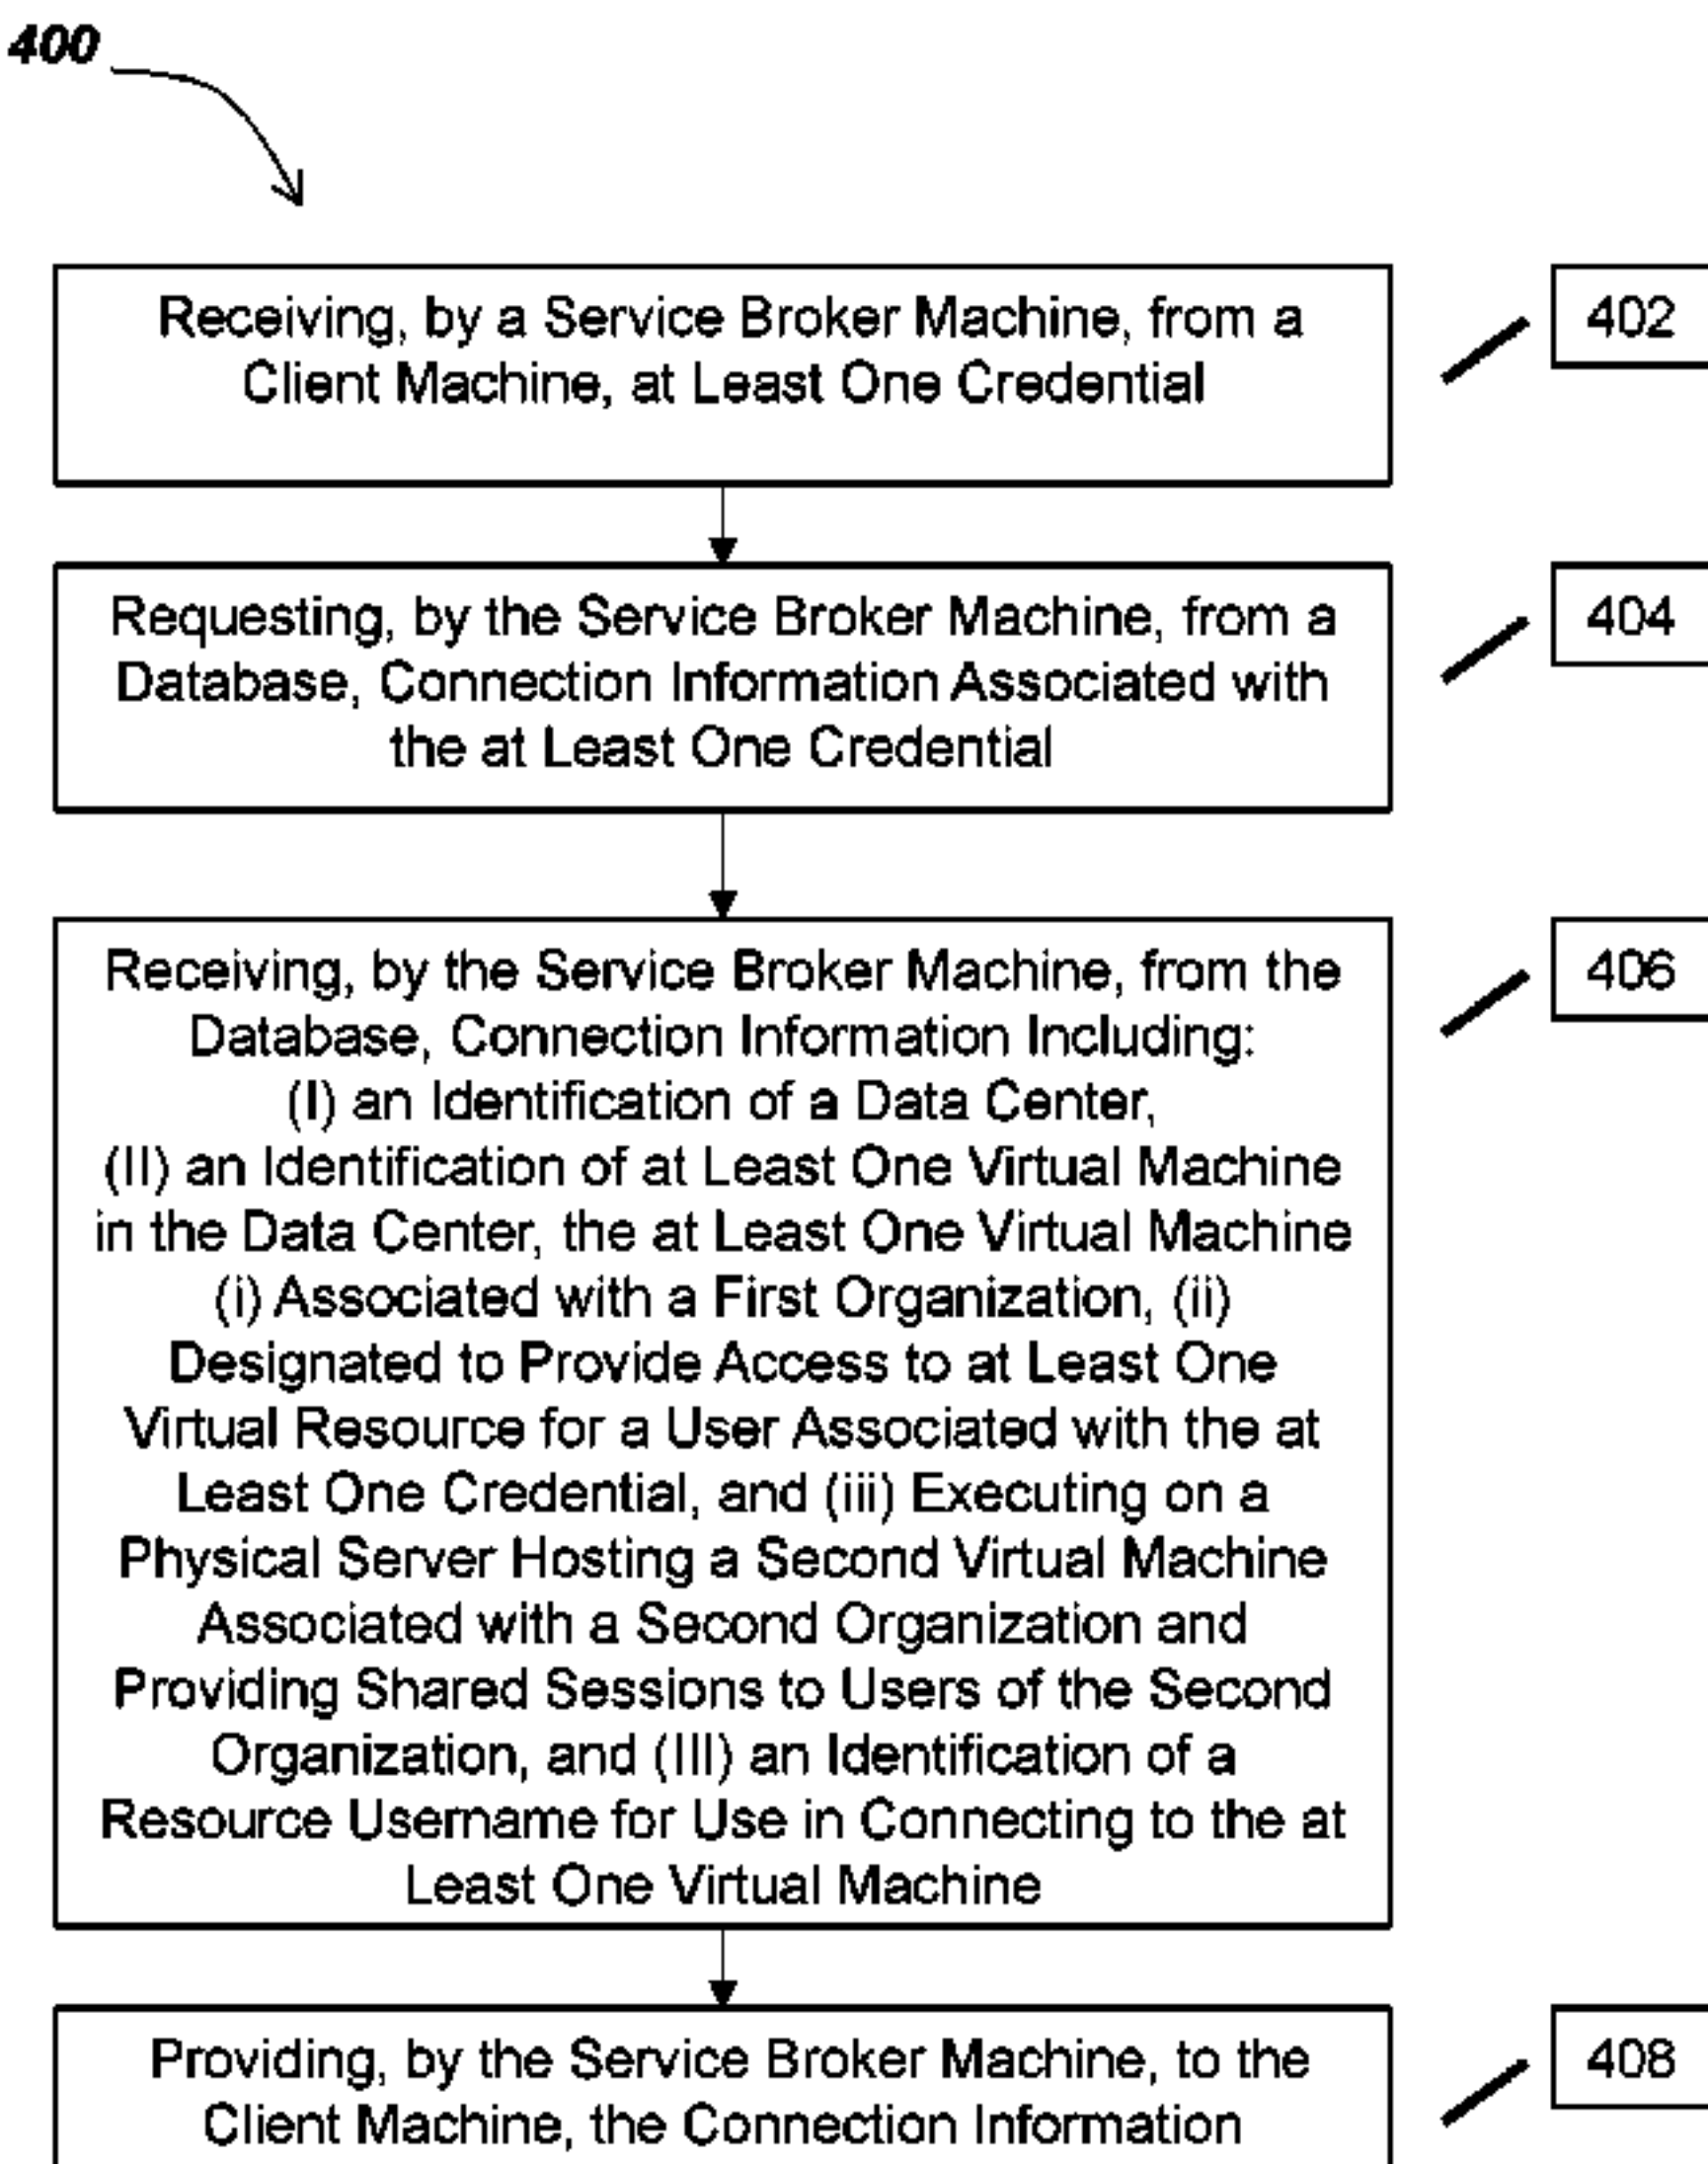 400
Receiving, by a Service Broker Machine, from a
Client Machine, at Least One Credential
402
Requesting, by the Service Broker Machine, from a
Database, Connection Information Associated with
the at Least One Credential
404
Receiving, by the Service Broker Machine, from the
Database, Connection Information Including:
(I) an Identification of a Data Center,
(II) an Identification of at Least One Virtual Machine
in the Data Center, the at Least One Virtual Machine
(i) Associated with a First Organization, (ii)
Designated to Provide Access to at Least One
Virtual Resource for a User Associated with the at
Least One Credential, and (iii) Executing on a
Physical Server Hosting a Second Virtual Machine
Associated with a Second Organization and
Providing Shared Sessions to Users of the Second
Organization, and (III) an Identification of a
Resource Username for Use in Connecting to the at
Least One Virtual Machine
406
Providing, by the Service Broker Machine, to the
Client Machine, the Connection Information
408